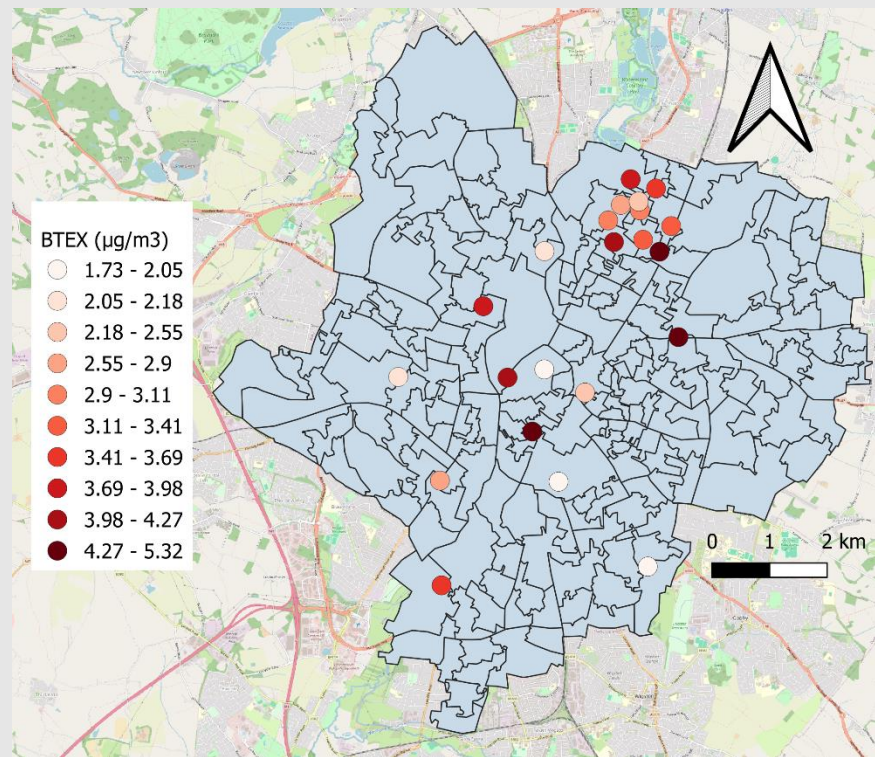 BTEX (µg/m3)
1.73 - 2.05
2.05 - 2.18
2.18 - 2.55
2.55 - 2.9
2.9 - 3.11
3.11 - 3.41
3.41 - 3.69
3.69 - 3.98
3.98 - 4.27
4.27 - 5.32
0 1 2 km
Oadby